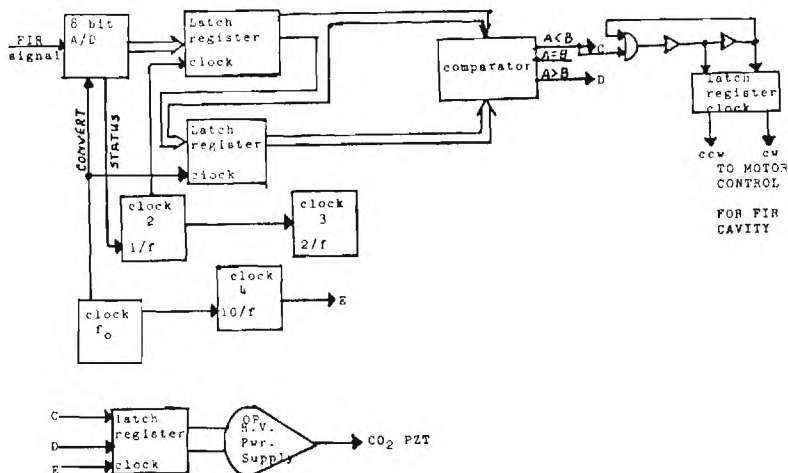 FIR
signal
8 bit
A/D
Latch
register
clock
CONVERT
STATUS
Latch
register
clock
comparator
A<B
A=B
A>B
C
D
latch
register
clock
ccw
cw
TO MOTOR
CONTROL
FOR FIR
CAVITY
clock
2
1/f
clock
3
2/f
clock
4
10/f
E
clock
fo
C
D
E
latch
register
clock
OP
H.V.
Pwr.
Supply
CO2 PZT